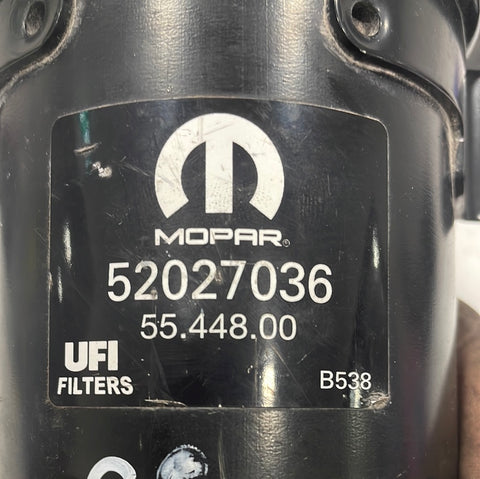 MOPAR®
52027036
55.448.00
UFI
FILTERS
B538